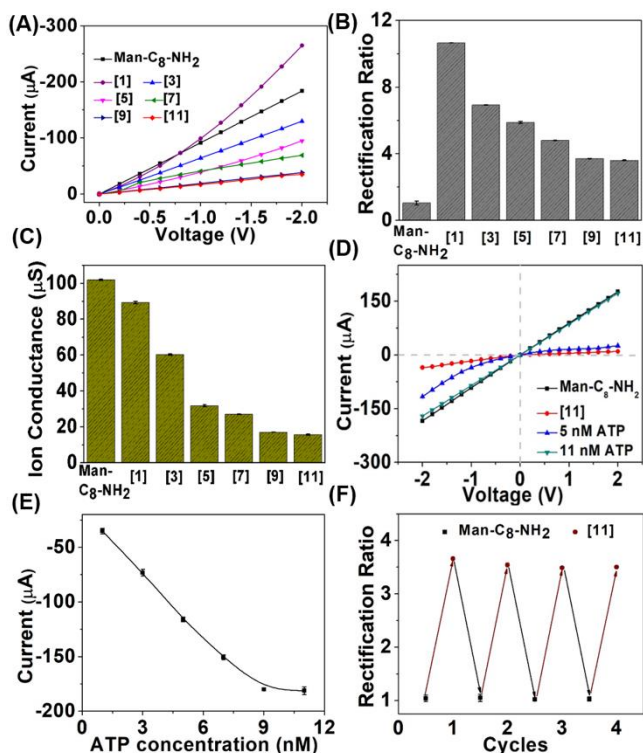 (A)
-300
-200
-100
0
Current (μA)
Man-C8-NH2
[1] [3]
[5] [7]
[9] [11]
0.0 -0.5 -1.0 -1.5 -2.0
Voltage (V)
(B)
12
8
4
0
Rectification Ratio
Man-C8-NH2 [1] [3] [5] [7] [9] [11]
(C)
100
80
60
40
20
0
Ion Conductance (μS)
Man-C8-NH2 [1] [3] [5] [7] [9] [11]
(D)
150
0
-150
-300
Current (μA)
Man-C8-NH2
[11]
5 nM ATP
11 nM ATP
-2 -1 0 1 2
Voltage (V)
(E)
-50
-100
-150
-200
Current (μA)
0 3 6 9 12
ATP concentration (nM)
(F)
Man-C8-NH2 [11]
4
3
2
1
Rectification Ratio
0 1 2 3 4
Cycles